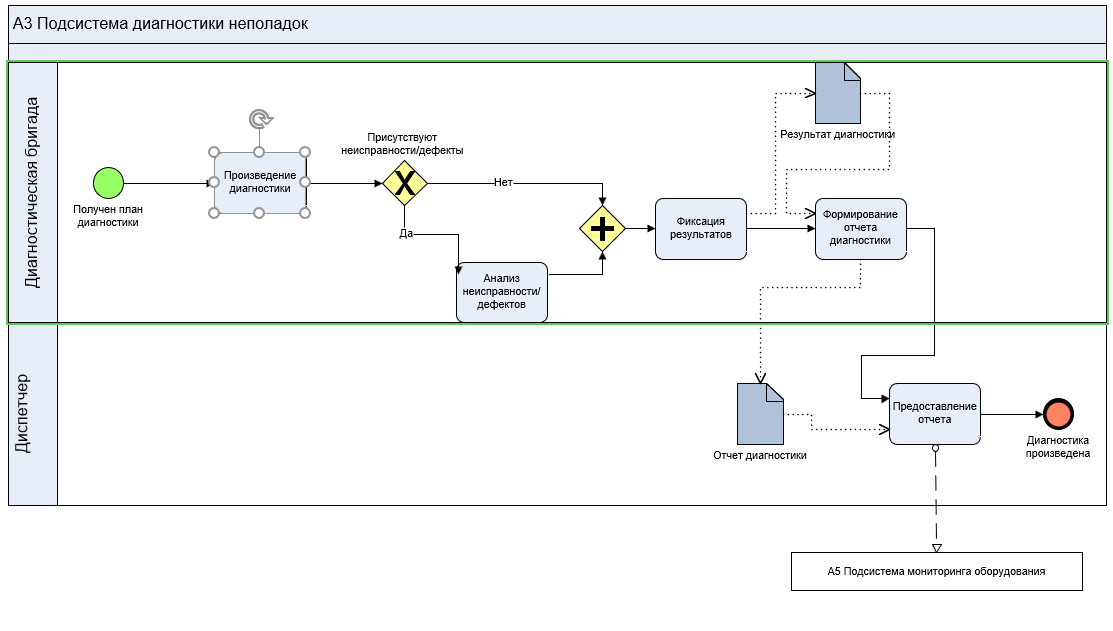 А3 Подсистема диагностики неполадок
Диагностическая бригада
Получен план
диагностики
Произведение
диагностики
Присутствуют
неисправности/дефекты
Нет
Да
Анализ
неисправности/
дефектов
Фиксация
результатов
Результат диагностики
Формирование
отчета
диагностики
Диспетчер
Отчет диагностики
Предоставление
отчета
Диагностика
произведена
А5 Подсистема мониторинга оборудования